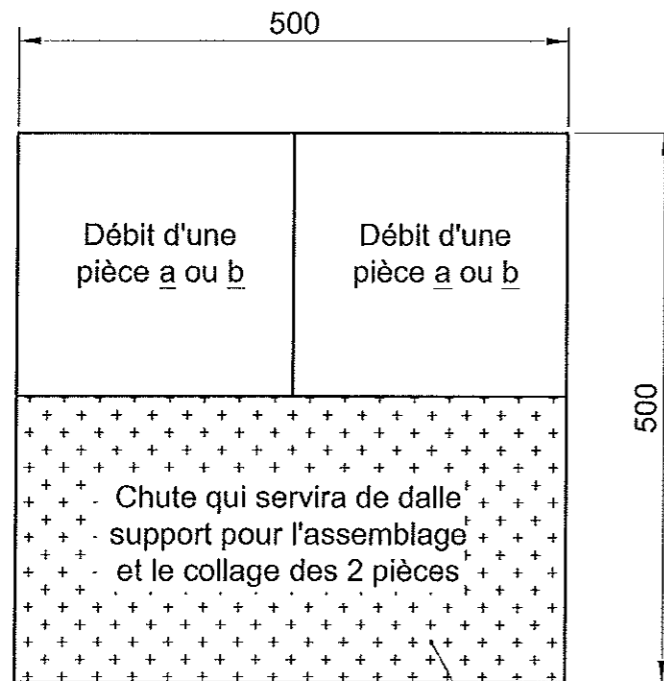 500
Débit d'une
pièce a ou b
Débit d'une
pièce a ou b
500
Chute qui servira de dalle
support pour l'assemblage
et le collage des 2 pièces